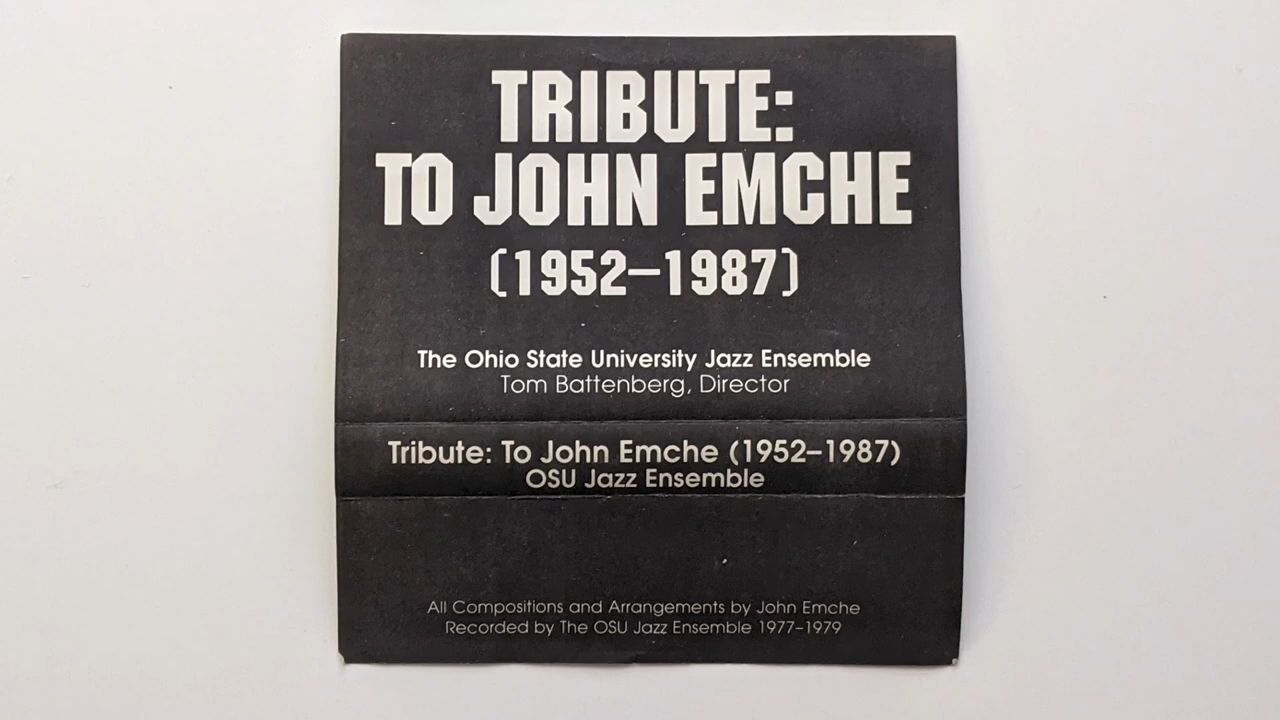 TRIBUTE:
TO JOHN EMCHE
(1952–1987)
The Ohio State University Jazz Ensemble
Tom Battenberg, Director
Tribute: To John Emche (1952–1987)
OSU Jazz Ensemble
All Compositions and Arrangements by John Emche
Recorded by The OSU Jazz Ensemble 1977–1979